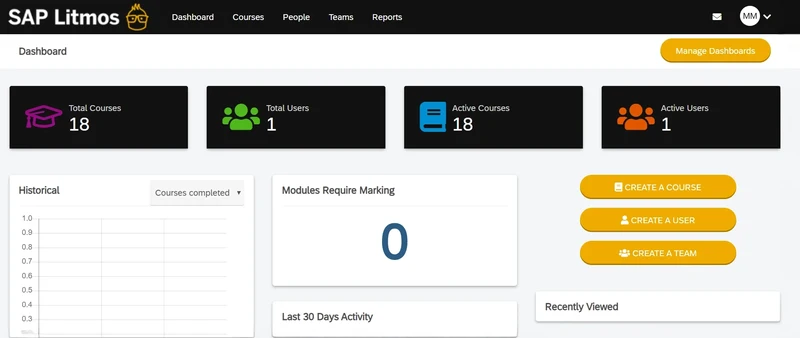 SAP Litmos
Dashboard Courses People Teams Reports
MM
Dashboard
Manage Dashboards
Total Courses
18
Total Users
1
Active Courses
18
Active Users
1
Historical
Courses completed
1.0
0.9
0.8
0.7
0.6
0.5
0.4
0.3
Modules Require Marking
0
Last 30 Days Activity
CREATE A COURSE
CREATE A USER
CREATE A TEAM
Recently Viewed